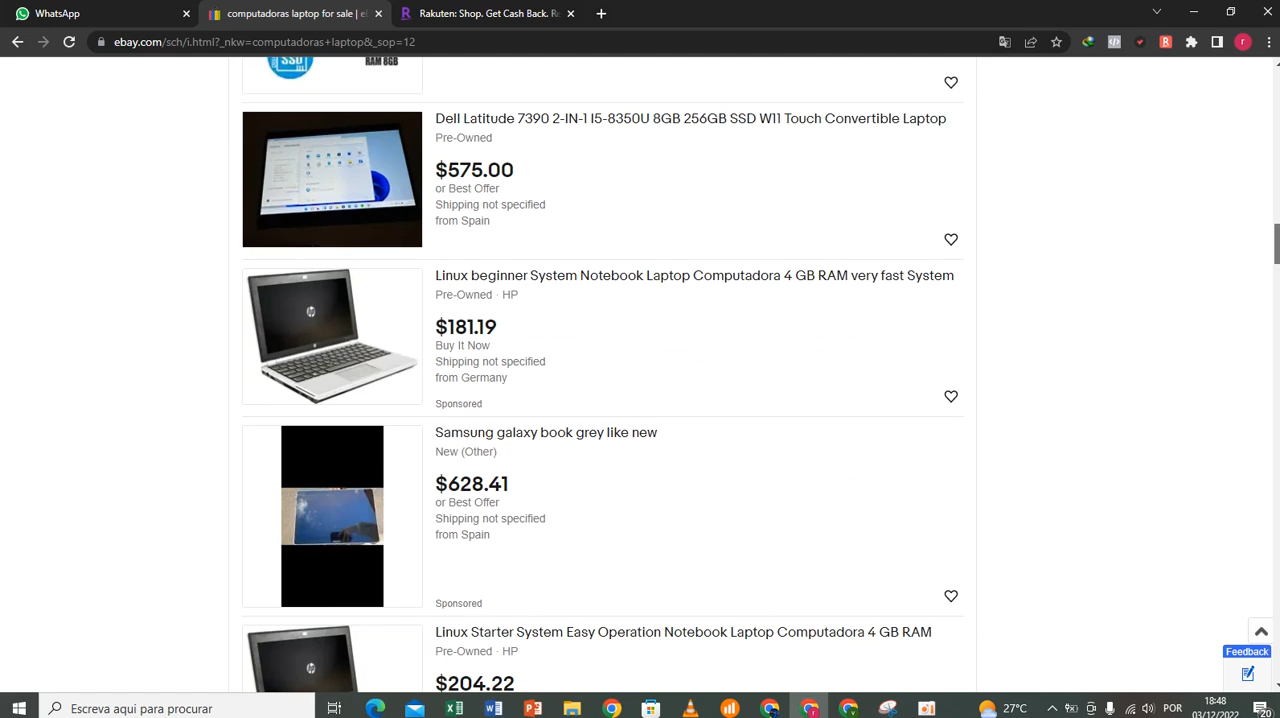 WhatsApp
computadoras laptop for sale | e
Rakuten: Shop. Get Cash Back. Re
ebay.com/sch/i.html?_nkw=computadoras+laptop&_sop=12
SSD
RAM 8GB
Dell Latitude 7390 2-IN-1 I5-8350U 8GB 256GB SSD W11 Touch Convertible Laptop
Pre-Owned
$575.00
or Best Offer
Shipping not specified
from Spain
Linux beginner System Notebook Laptop Computadora 4 GB RAM very fast System
Pre-Owned · HP
$181.19
Buy It Now
Shipping not specified
from Germany
Sponsored
Samsung galaxy book grey like new
New (Other)
$628.41
or Best Offer
Shipping not specified
from Spain
Sponsored
Linux Starter System Easy Operation Notebook Laptop Computadora 4 GB RAM
Pre-Owned · HP
$204.22
Feedback
Escreva aqui para procurar
27°C
18:48
03/12/2022